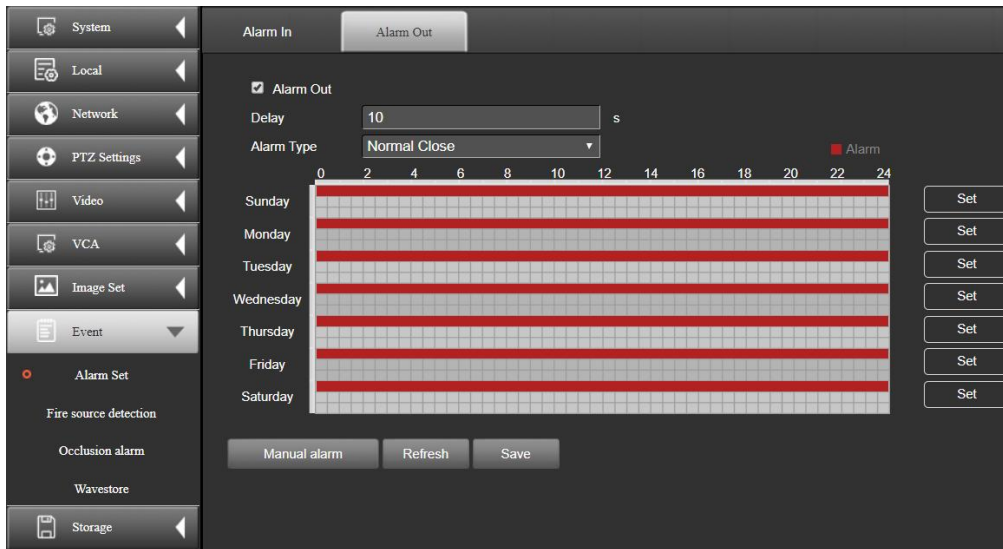 System
Local
Network
PTZ Settings
Video
VCA
Image Set
Event
Alarm Set
Fire source detection
Occlusion alarm
Wavestore
Storage
Alarm In Alarm Out
Alarm Out
Delay 10 s
Alarm Type Normal Close
Alarm
0 2 4 6 8 10 12 14 16 18 20 22 24
Sunday Set
Monday Set
Tuesday Set
Wednesday Set
Thursday Set
Friday Set
Saturday Set
Manual alarm Refresh Save